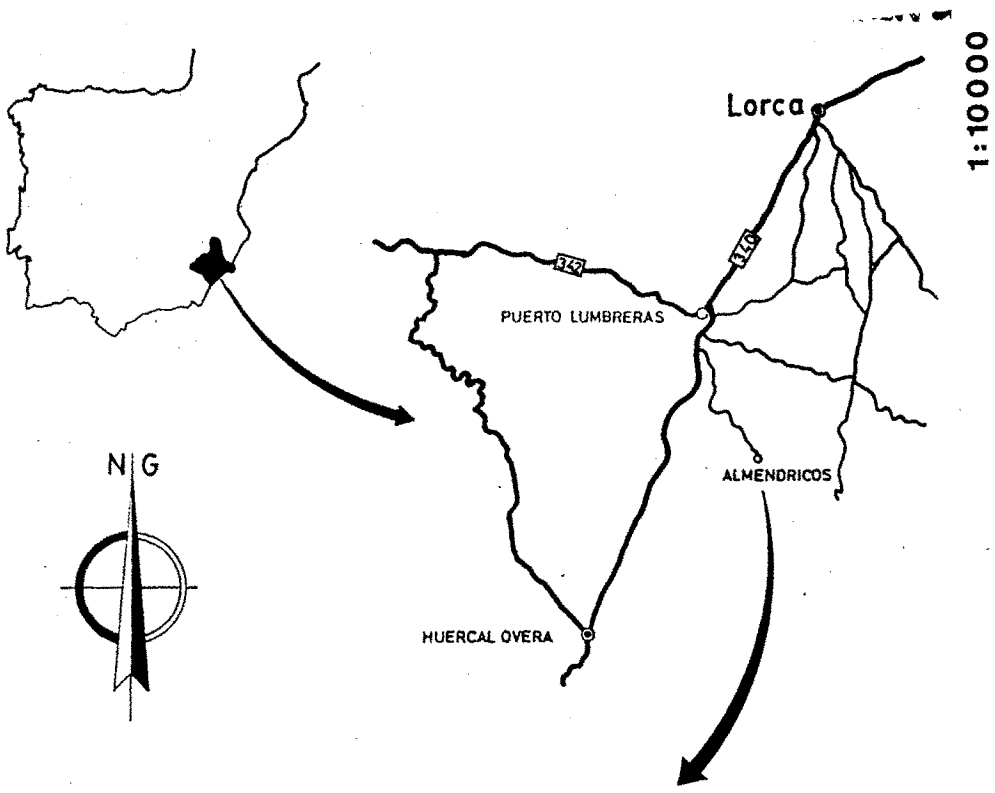 1:10000
Lorca
340
342
PUERTO LUMBRERAS
N G
ALMENDRICOS
HUERCAL OVERA